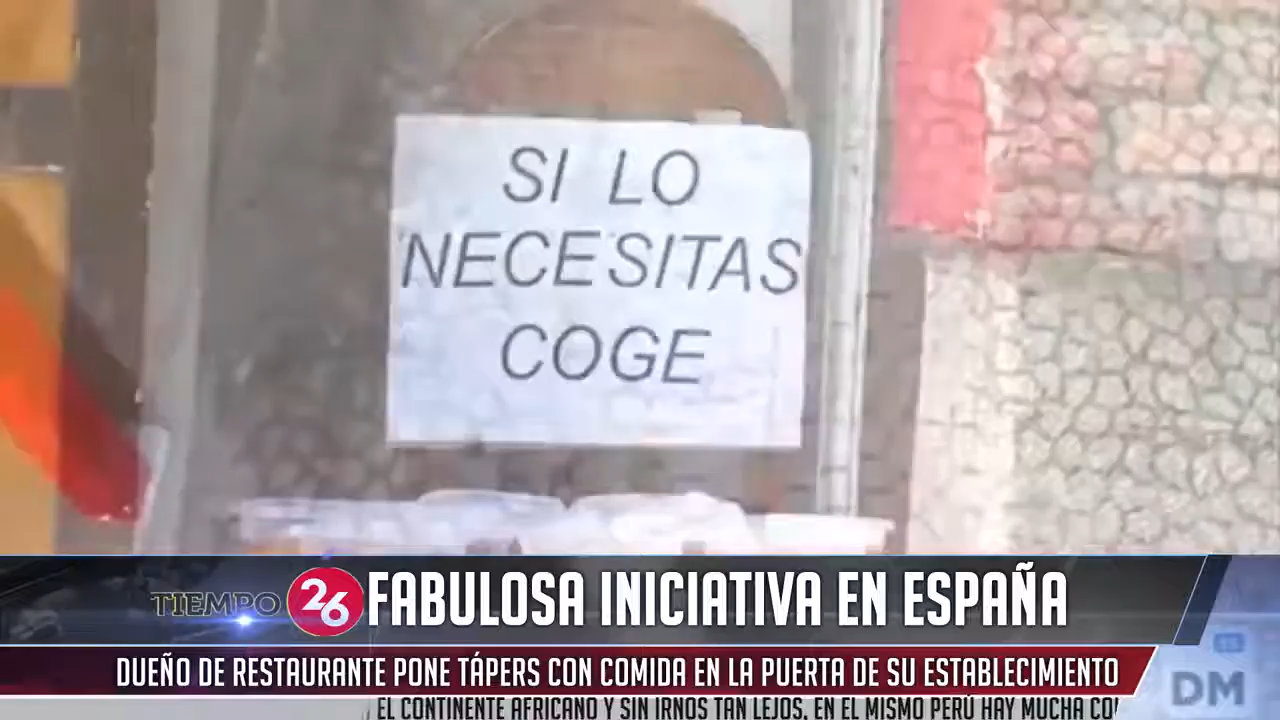 SI LO
NECESITAS
COGE
TIEMPO 26
FABULOSA INICIATIVA EN ESPAÑA
DUEÑO DE RESTAURANTE PONE TÁPERS CON COMIDA EN LA PUERTA DE SU ESTABLECIMIENTO
DM
EL CONTINENTE AFRICANO Y SIN IRNOS TAN LEJOS, EN EL MISMO PERÚ HAY MUCHA